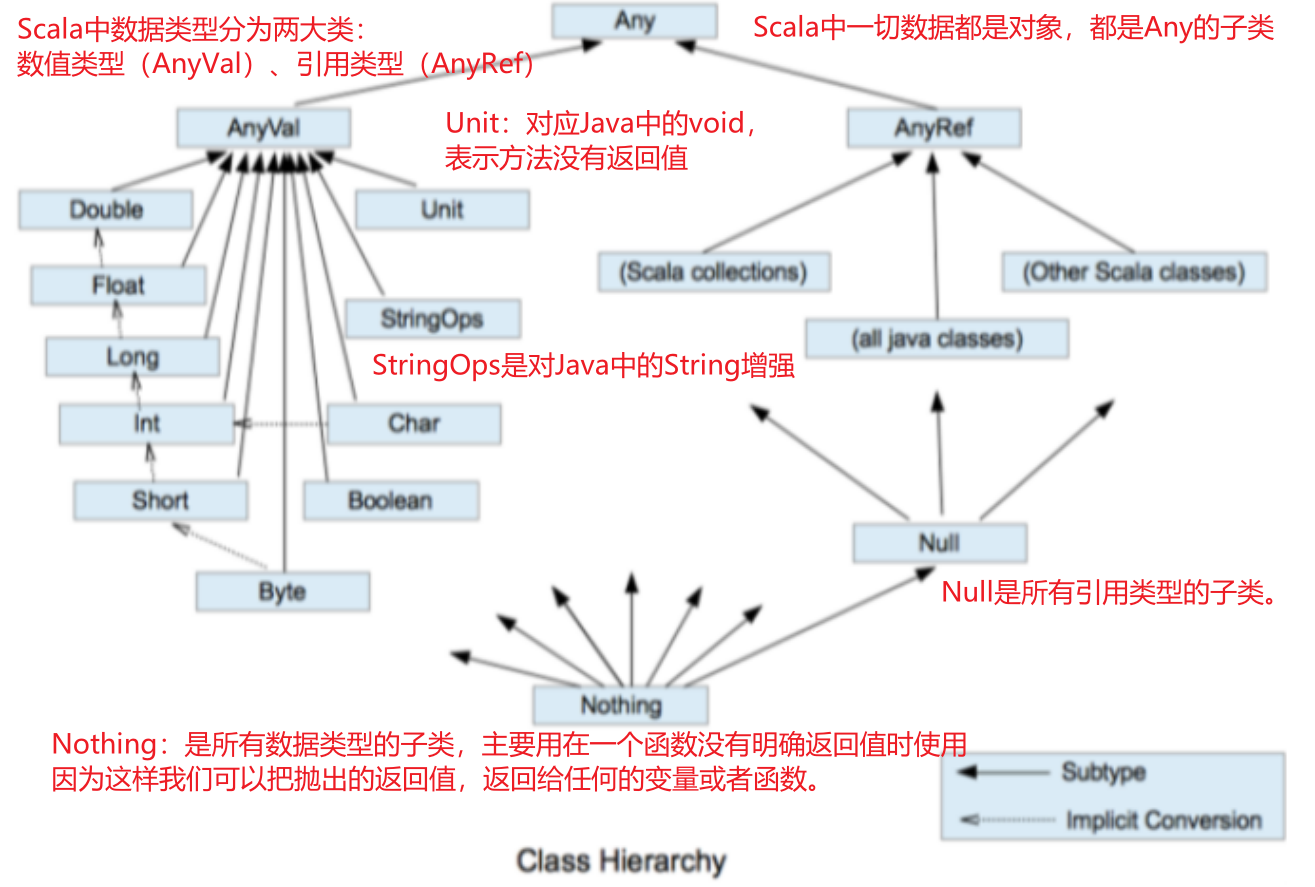 Scala中数据类型分为两大类：
数值类型（AnyVal）、引用类型（AnyRef）
Any
Scala中一切数据都是对象，都是Any的子类
AnyVal
Unit：对应Java中的void，
表示方法没有返回值
AnyRef
Double
Unit
Float
StringOps
(Scala collections)
(Other Scala classes)
(all java classes)
Long
StringOps是对Java中的String增强
Int
Char
Short
Boolean
Byte
Null
Null是所有引用类型的子类。
Nothing
Nothing：是所有数据类型的子类，主要用在一个函数没有明确返回值时使用
因为这样我们可以把抛出的返回值，返回给任何的变量或者函数。
Subtype
Implicit Conversion
Class Hierarchy